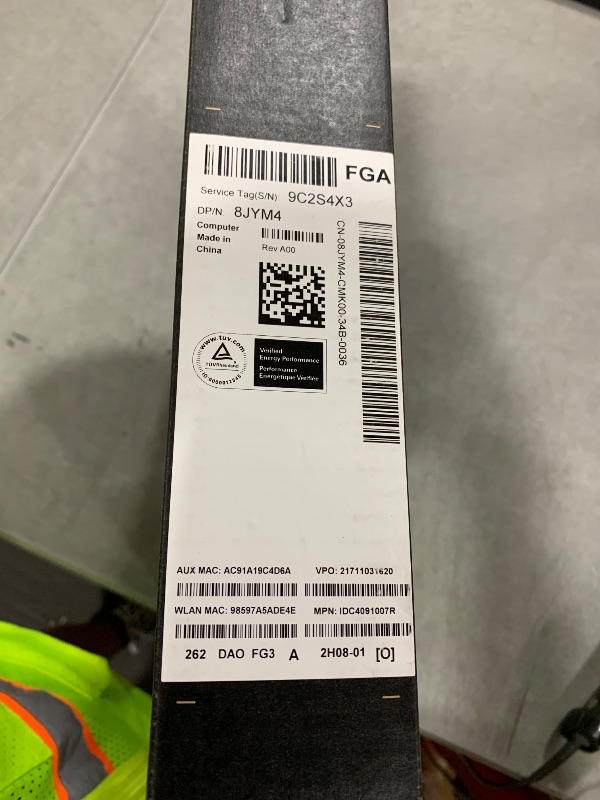 FGA
Service Tag(S/N) 9C2S4X3
DP/N 8JYM4
Computer
Made in
China
Rev A00
CN-08JYM4-CMK00-34B-0036
www.tuv.com
TÜVRheinland
Verified
Energy Performance
Performance
Énergétique Vérifiée
AUX MAC: AC91A19C4D6A VPO: 21711031620
WLAN MAC: 98597A5ADE4E MPN: IDC4091007R
262 DAO FG3 A 2H08-01 [O]